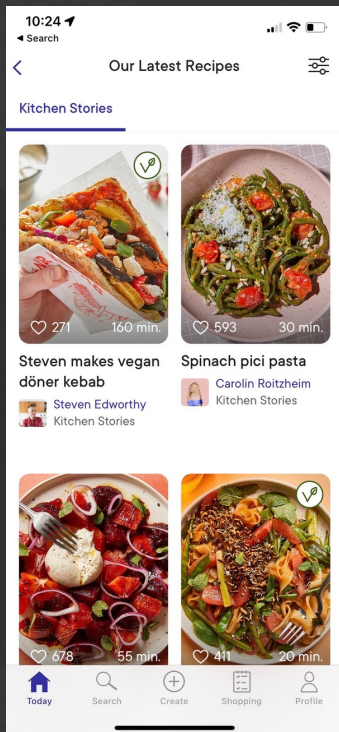 10:24
Search
Our Latest Recipes
Kitchen Stories
271 160 min.
593 30 min.
Steven makes vegan
döner kebab
Steven Edworthy
Kitchen Stories
Spinach pici pasta
Carolin Roitzheim
Kitchen Stories
678 55 min.
411 20 min.
Today
Search
Create
Shopping
Profile